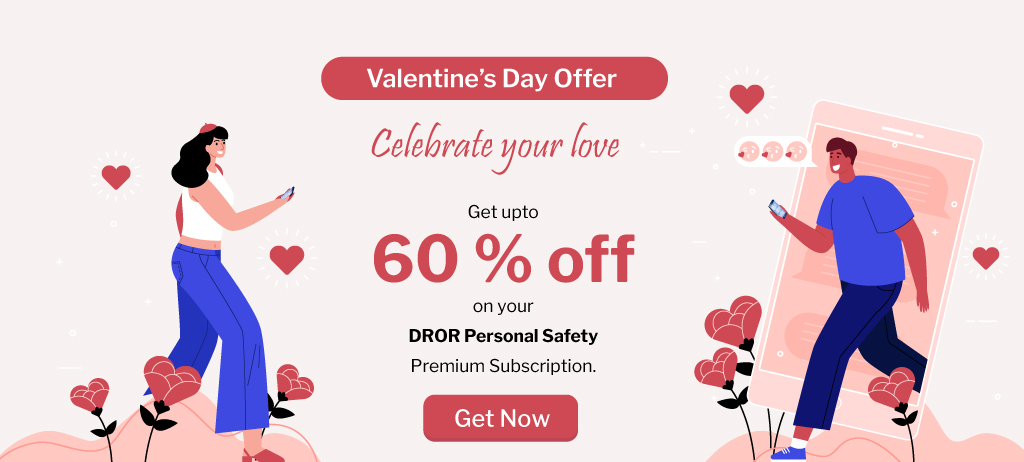 Valentine’s Day Offer
Celebrate your love
Get upto
60 % off
on your
DROR Personal Safety
Premium Subscription.
Get Now